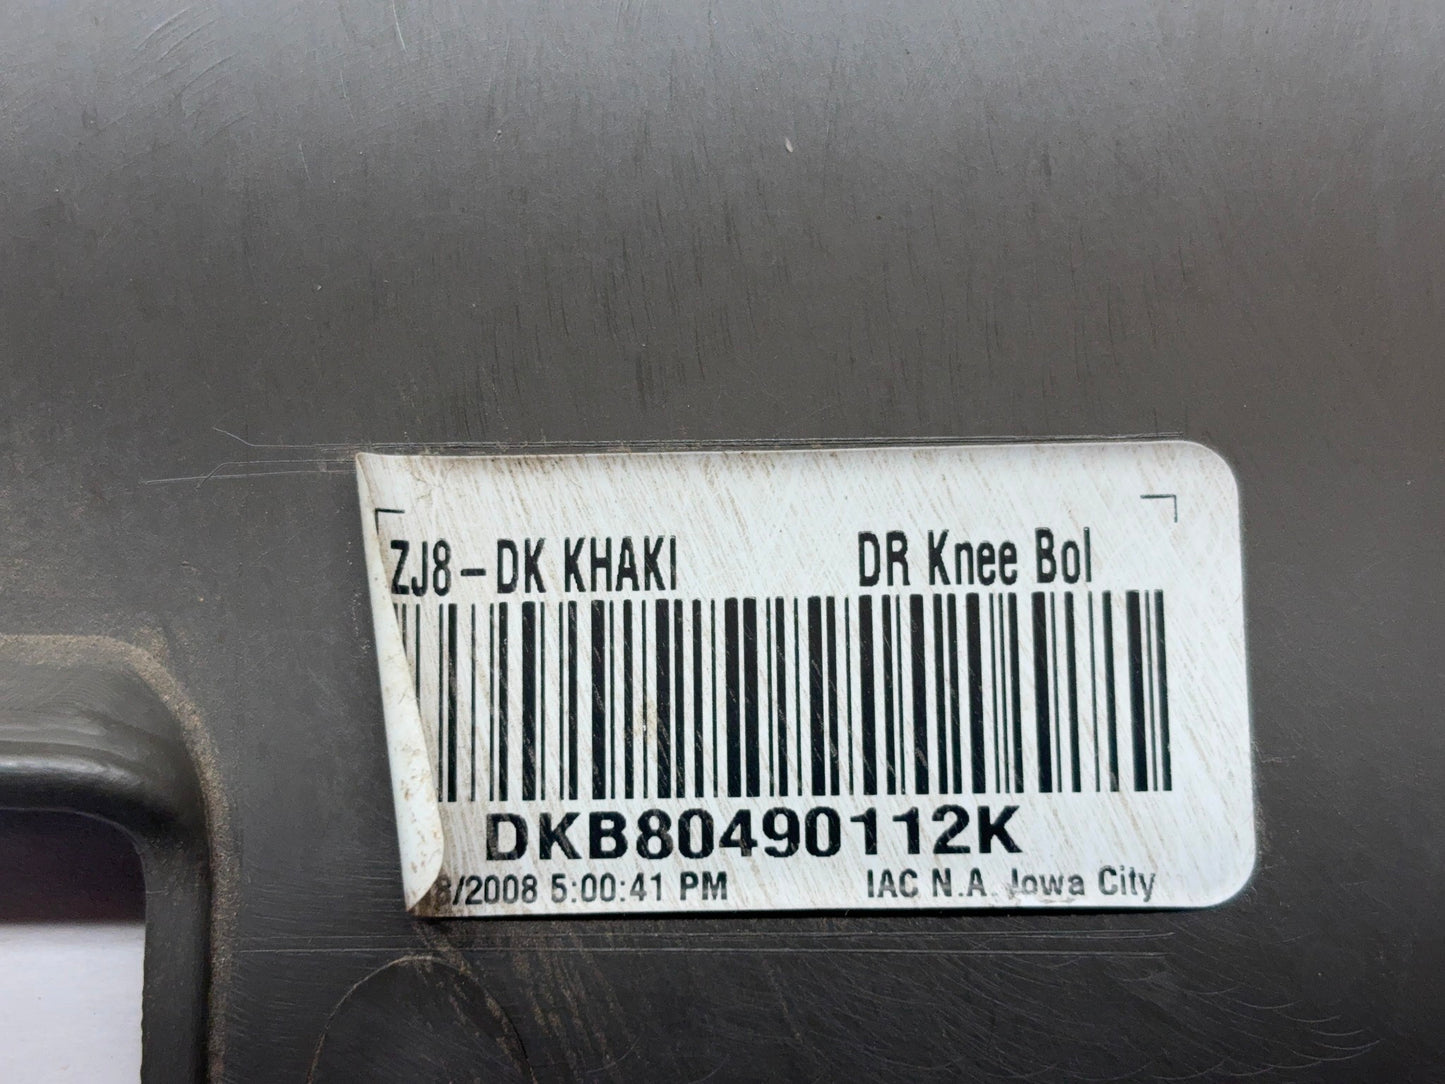 ZJ8-DK KHAKI DR Knee Bol
DKB80490112K
8/2008 5:00:41 PM IAC N.A. Iowa City